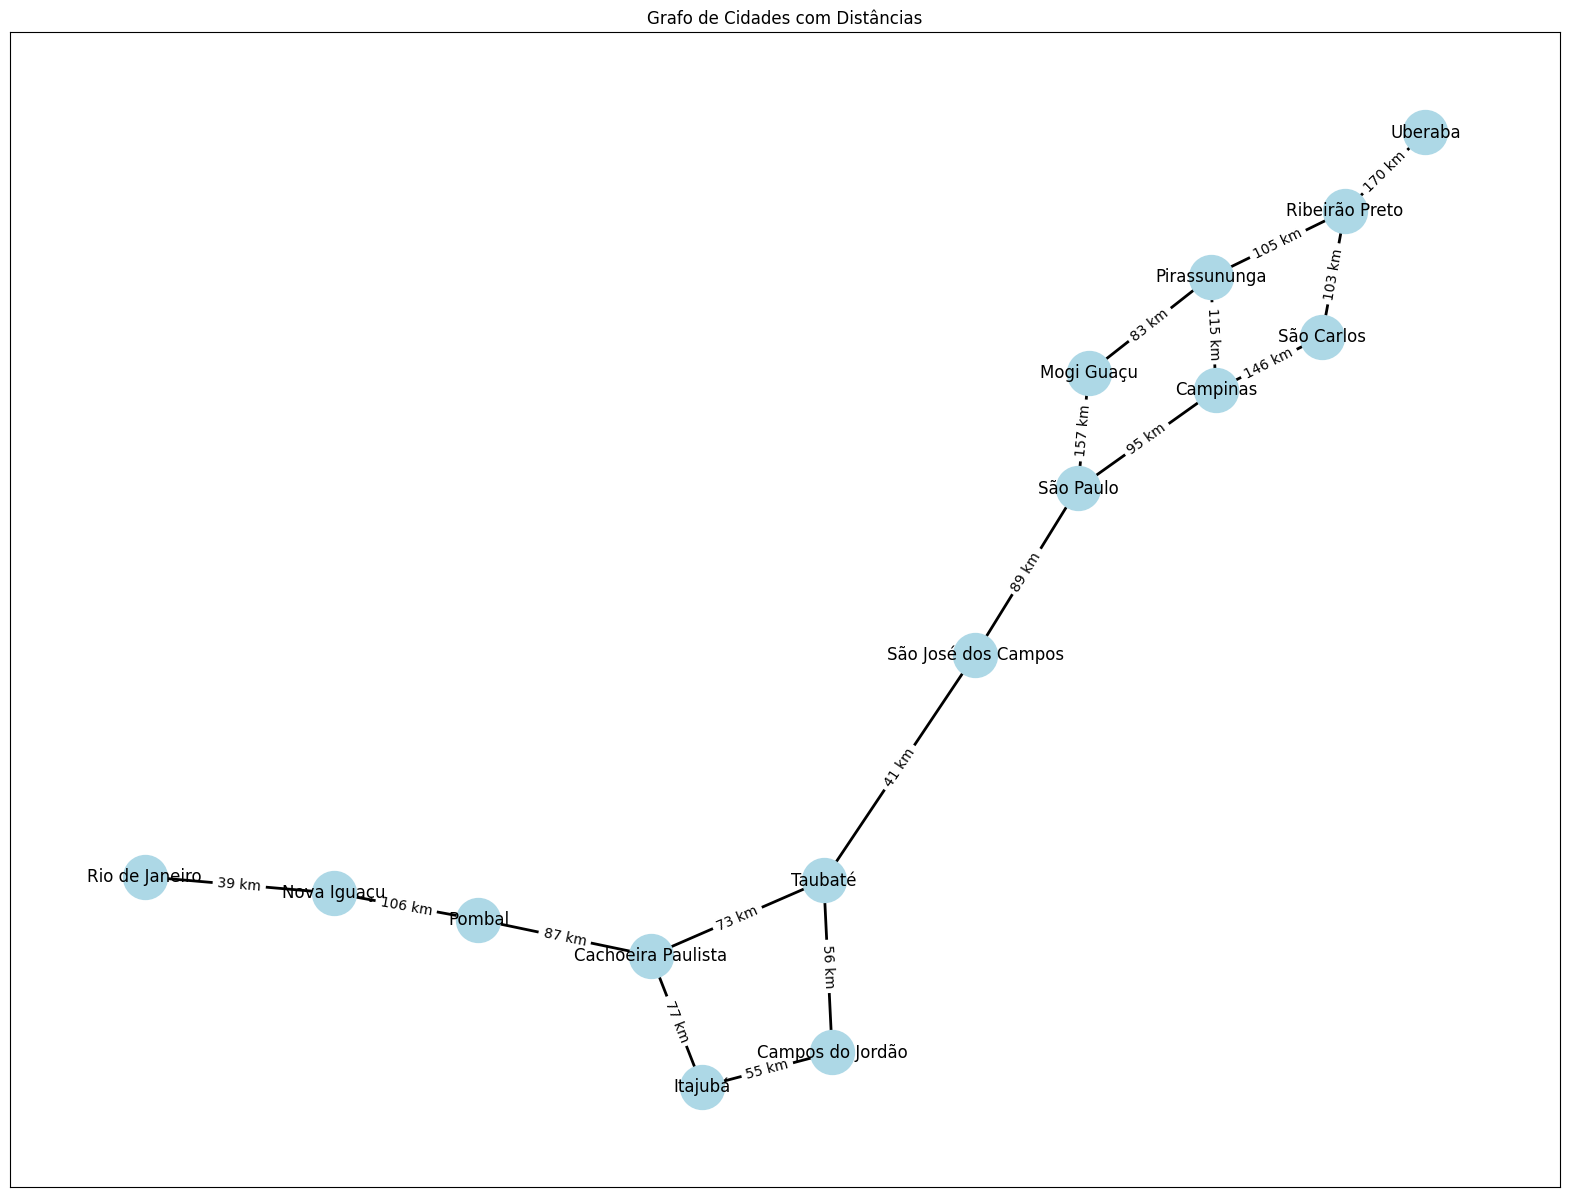 Grafo de Cidades com Distâncias
Uberaba
170 km
Ribeirão Preto
105 km
103 km
Pirassununga
83 km
115 km
São Carlos
146 km
Mogi Guaçu
Campinas
157 km
95 km
São Paulo
89 km
São José dos Campos
41 km
Rio de Janeiro
39 km
Nova Iguaçu
106 km
Pombal
87 km
Taubaté
73 km
Cachoeira Paulista
56 km
77 km
Campos do Jordão
55 km
Itajubá